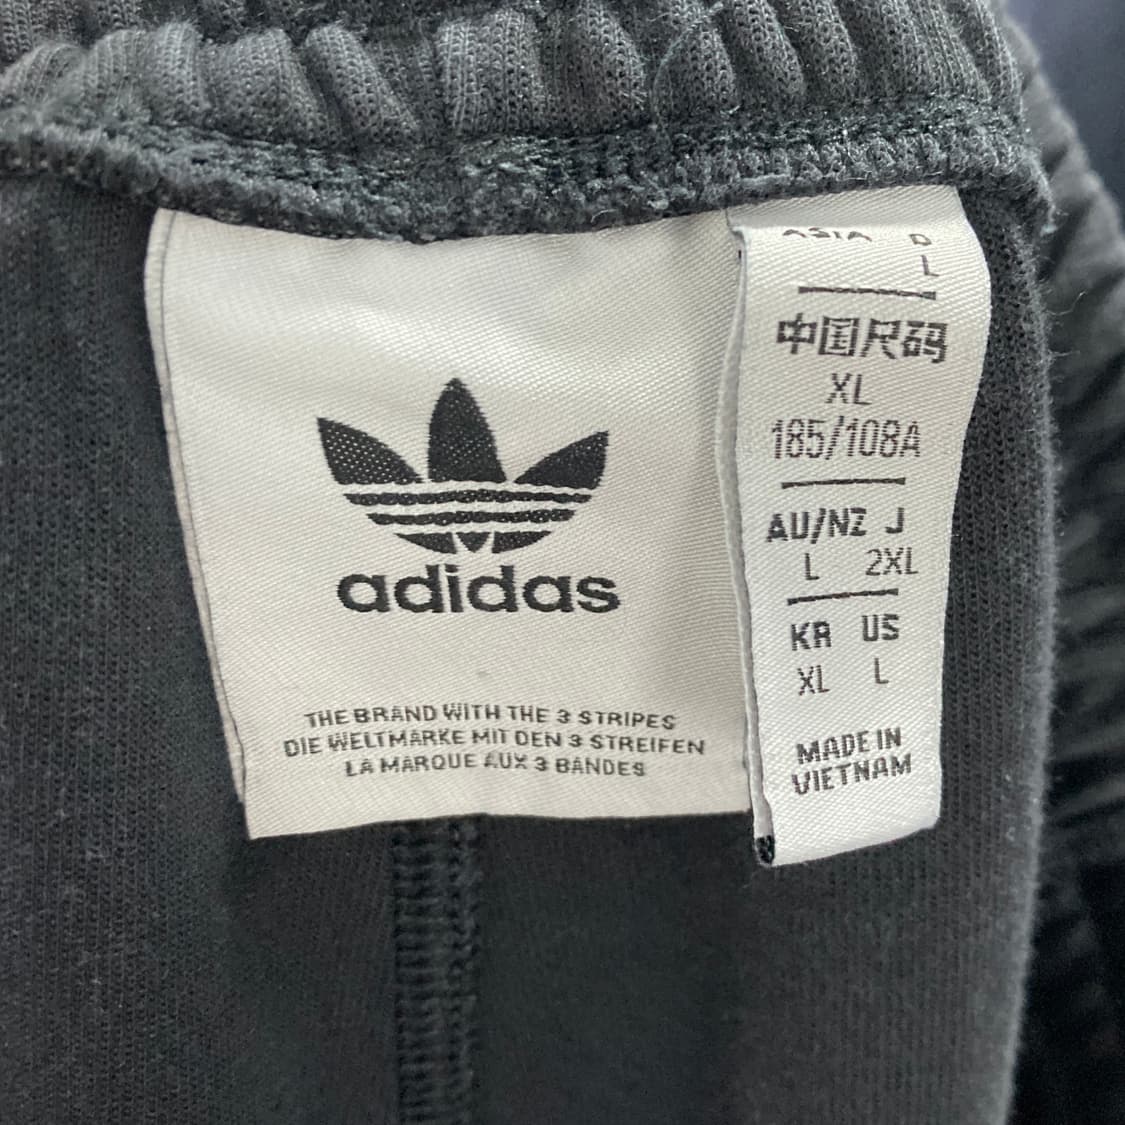 adidas
THE BRAND WITH THE 3 STRIPES
DIE WELTMARKE MIT DEN 3 STREIFEN
LA MARQUE AUX 3 BANDES
ASIA D
L
中国尺码
XL
185/108A
AU/NZ J
L 2XL
KR US
XL L
MADE IN
VIETNAM